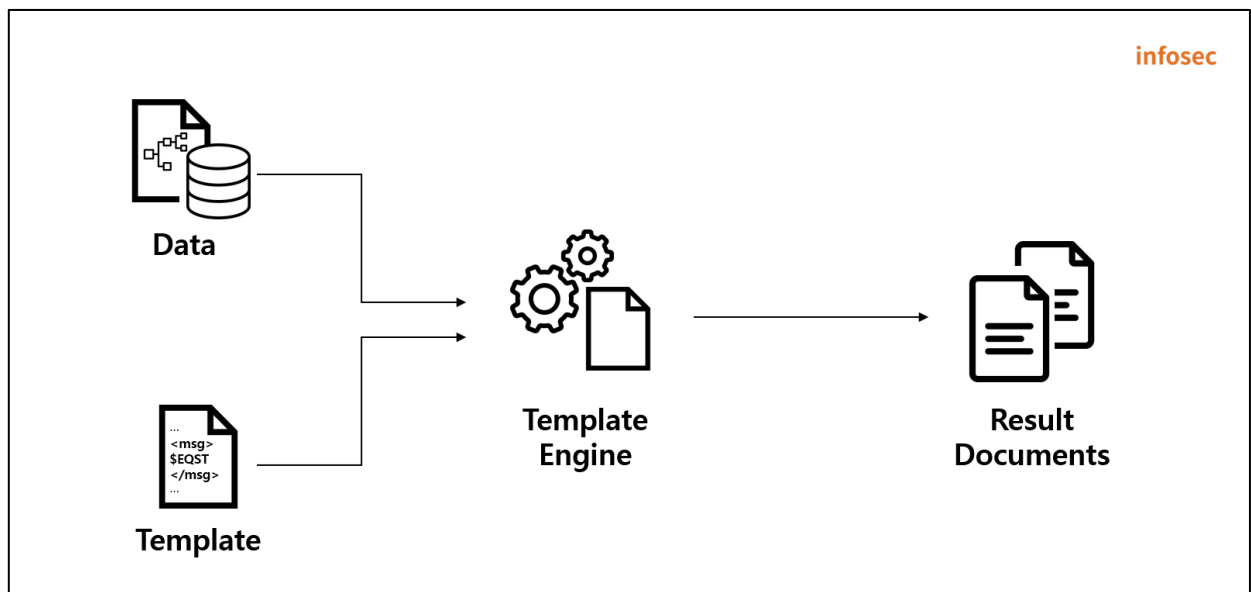 infosec
Data
...
<msg>
$EQST
</msg>
...
Template
Template
Engine
Result
Documents